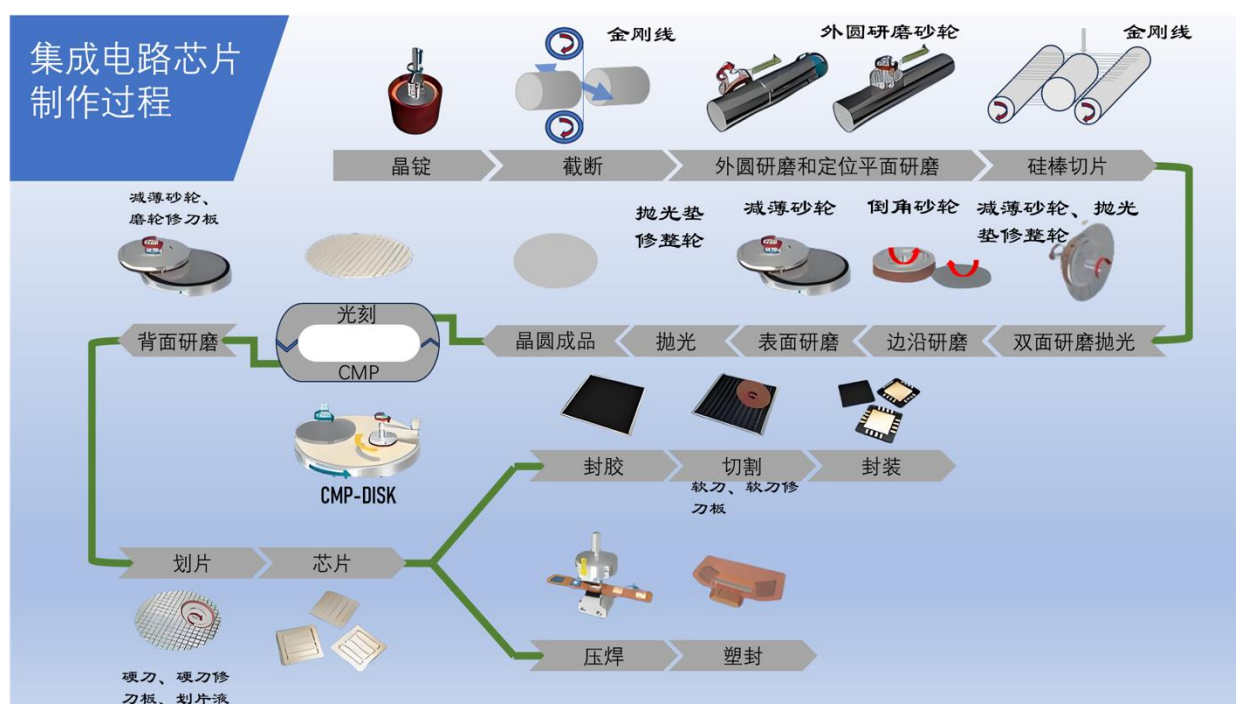 集成电路芯片
制作过程
金刚线
外圆研磨砂轮
金刚线
晶锭
截断
外圆研磨和定位平面研磨
硅棒切片
减薄砂轮、
磨轮修刀板
抛光垫
修整轮
减薄砂轮
倒角砂轮
减薄砂轮、抛光
垫修整轮
背面研磨
光刻
CMP
晶圆成品
抛光
表面研磨
边沿研磨
双面研磨抛光
CMP-DISK
封胶
切割
封装
软刀、软刀修
刀板
划片
芯片
硬刀、硬刀修
刀板、划片液
压焊
塑封